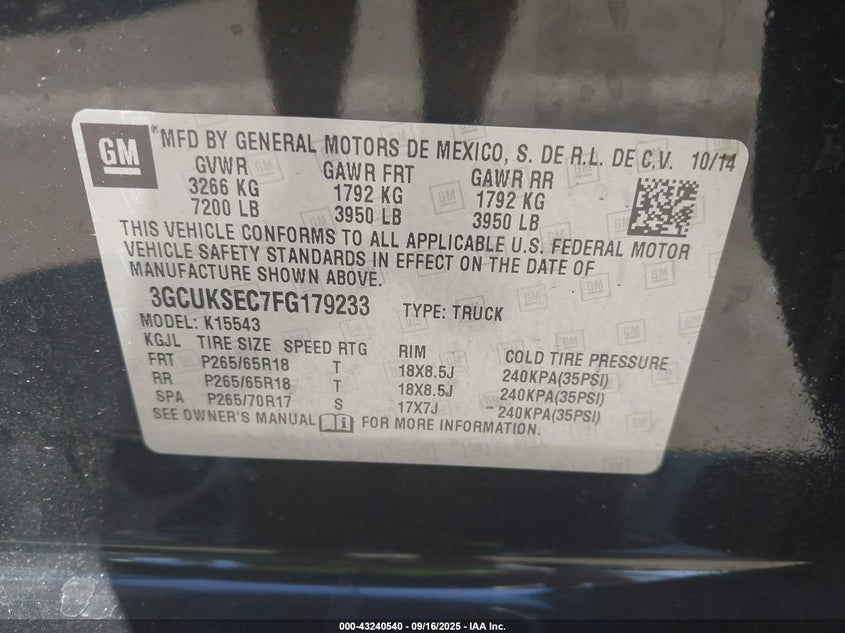 GM ® MFD BY GENERAL MOTORS DE MEXICO, S. DE R.L. DE C.V. 10/14
GVWR GAWR FRT GAWR RR
3266 KG 1792 KG 1792 KG
7200 LB 3950 LB 3950 LB
THIS VEHICLE CONFORMS TO ALL APPLICABLE U.S. FEDERAL MOTOR
VEHICLE SAFETY STANDARDS IN EFFECT ON THE DATE OF
MANUFACTURE SHOWN ABOVE.
3GCUKSEC7FG179233 TYPE: TRUCK
MODEL: K15543
KGJL TIRE SIZE SPEED RTG RIM COLD TIRE PRESSURE
FRT P265/65R18 T 18X8.5J 240KPA(35PSI)
RR P265/65R18 T 18X8.5J 240KPA(35PSI)
SPA P265/70R17 S 17X7J 240KPA(35PSI)
SEE OWNER'S MANUAL FOR MORE INFORMATION.
000-43240540 - 09/16/2025 - IAA Inc.